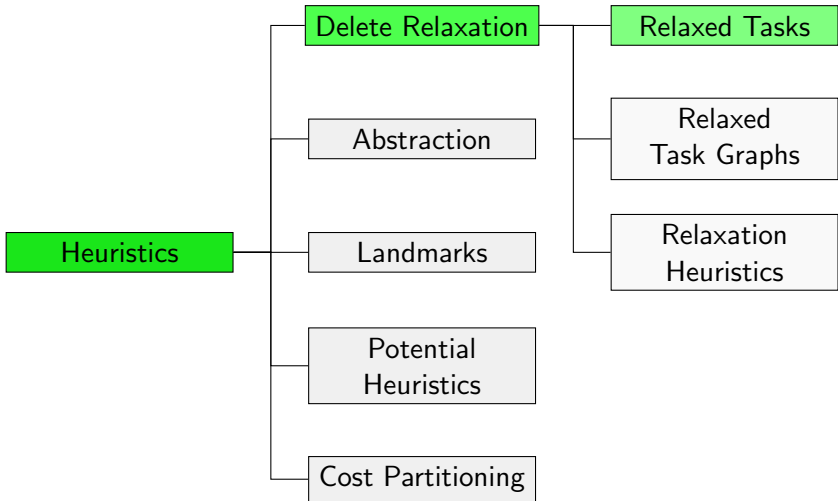 Heuristics
Delete Relaxation
Abstraction
Landmarks
Potential
Heuristics
Cost Partitioning
Relaxed Tasks
Relaxed
Task Graphs
Relaxation
Heuristics